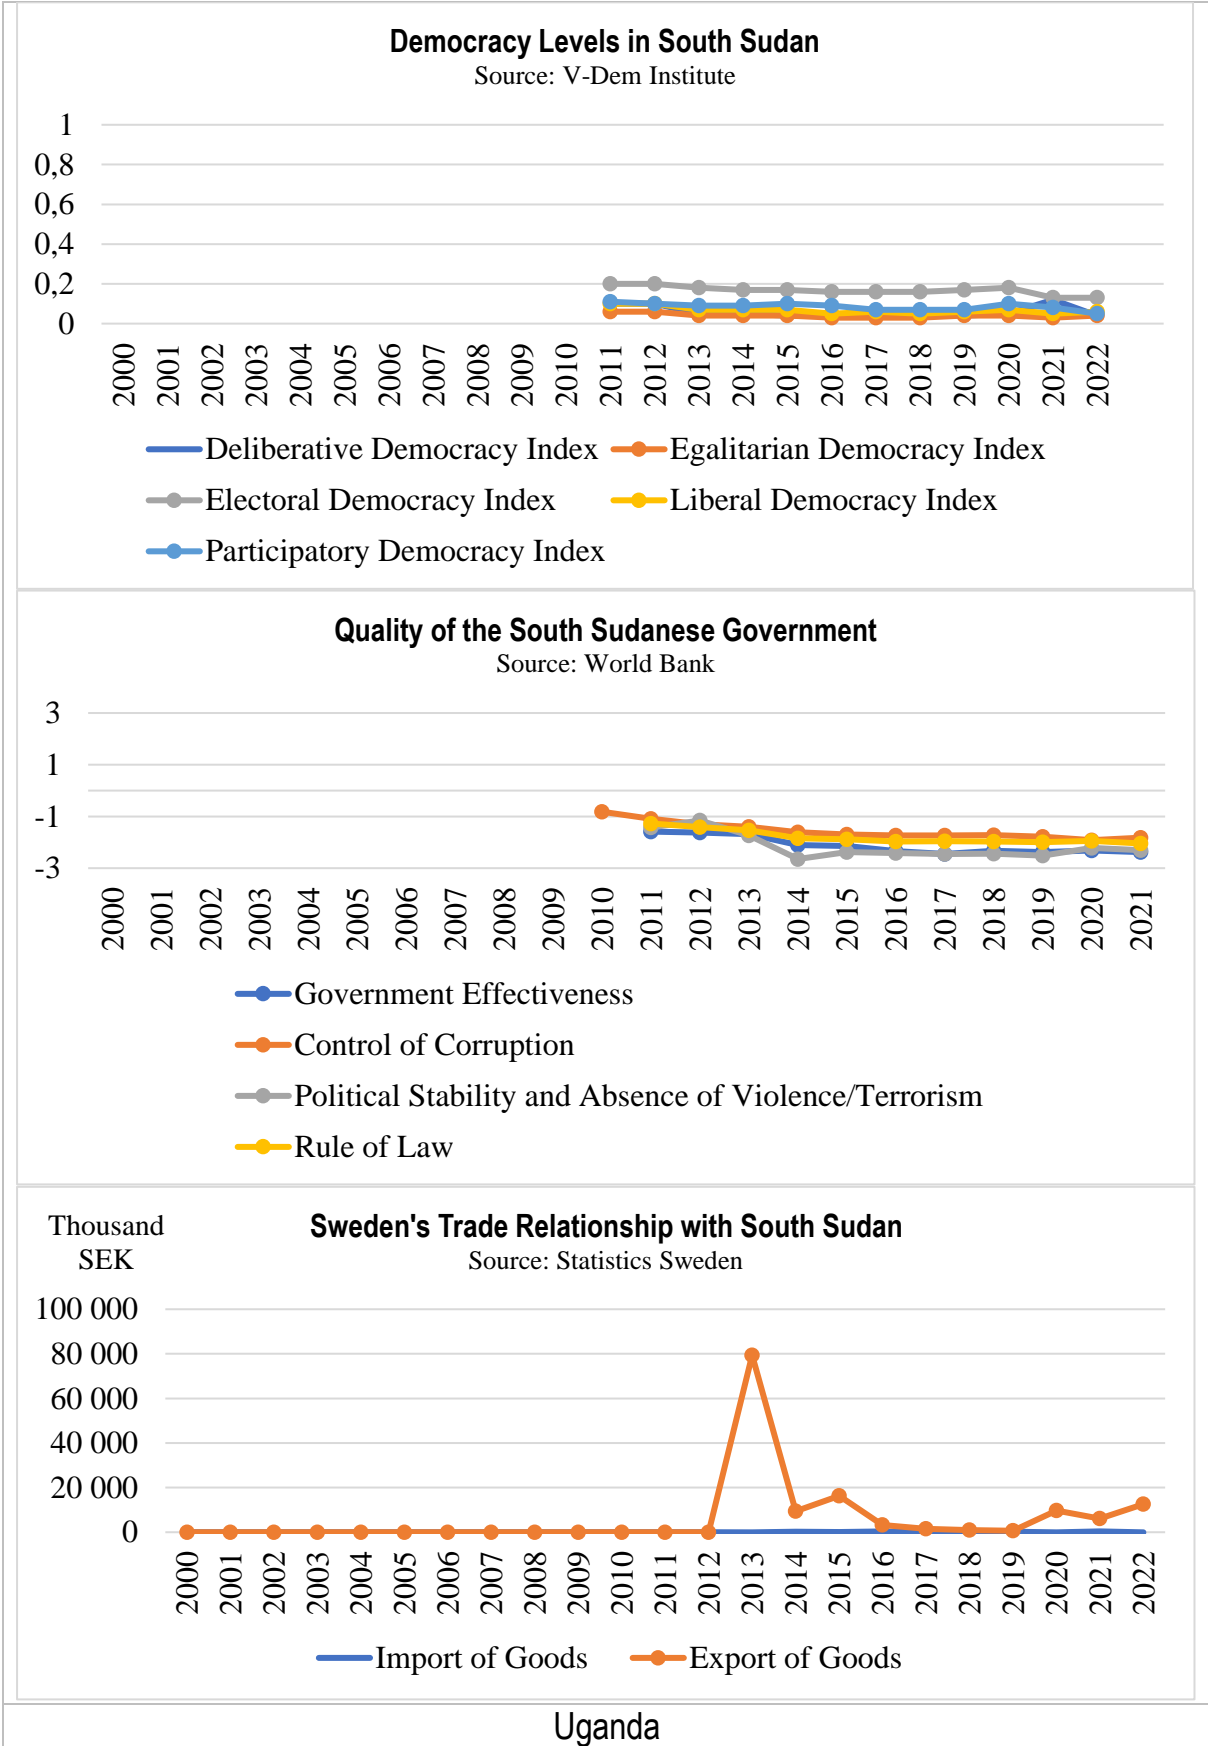 Democracy Levels in South Sudan
Source: V-Dem Institute
1
0,8
0,6
0,4
0,2
0
2000 2001 2002 2003 2004 2005 2006 2007 2008 2009 2010 2011 2012 2013 2014 2015 2016 2017 2018 2019 2020 2021 2022
Deliberative Democracy Index Egalitarian Democracy Index
Electoral Democracy Index Liberal Democracy Index
Participatory Democracy Index
Quality of the South Sudanese Government
Source: World Bank
3
1
-1
-3
2000 2001 2002 2003 2004 2005 2006 2007 2008 2009 2010 2011 2012 2013 2014 2015 2016 2017 2018 2019 2020 2021
Government Effectiveness
Control of Corruption
Political Stability and Absence of Violence/Terrorism
Rule of Law
Thousand
SEK
Sweden's Trade Relationship with South Sudan
Source: Statistics Sweden
100 000
80 000
60 000
40 000
20 000
0
2000 2001 2002 2003 2004 2005 2006 2007 2008 2009 2010 2011 2012 2013 2014 2015 2016 2017 2018 2019 2020 2021 2022
Import of Goods Export of Goods
Uganda